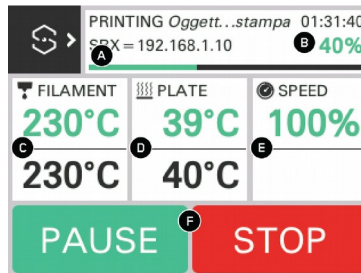 PRINTING Oggett...stampa 01:31:40
SRX = 192.168.1.10 B 40%
A
FILAMENT PLATE SPEED
230°C 39°C 100%
C D E
230°C 40°C
F
PAUSE STOP